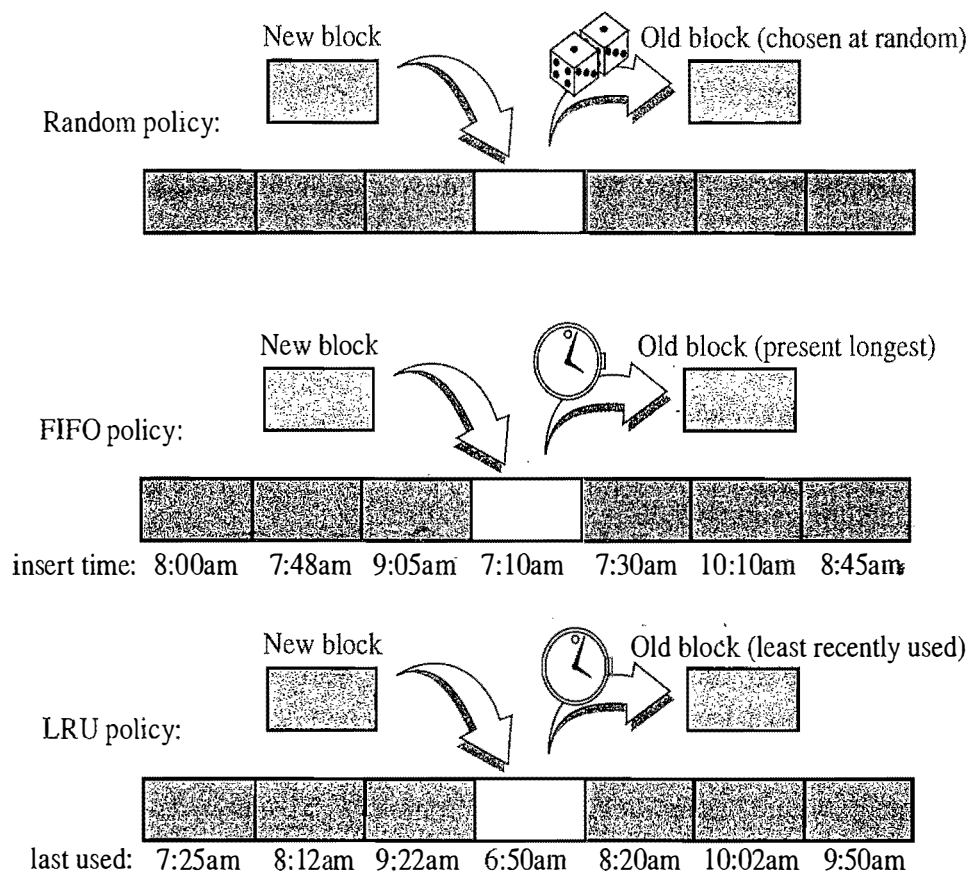 New block
Old block (chosen at random)
Random policy:
New block
Old block (present longest)
FIFO policy:
insert time: 8:00am 7:48am 9:05am 7:10am 7:30am 10:10am 8:45am
New block
Old block (least recently used)
LRU policy:
last used: 7:25am 8:12am 9:22am 6:50am 8:20am 10:02am 9:50am